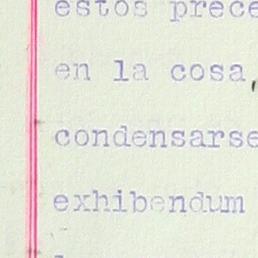 estos prece
en la cosa,
condensarse
exhibendum